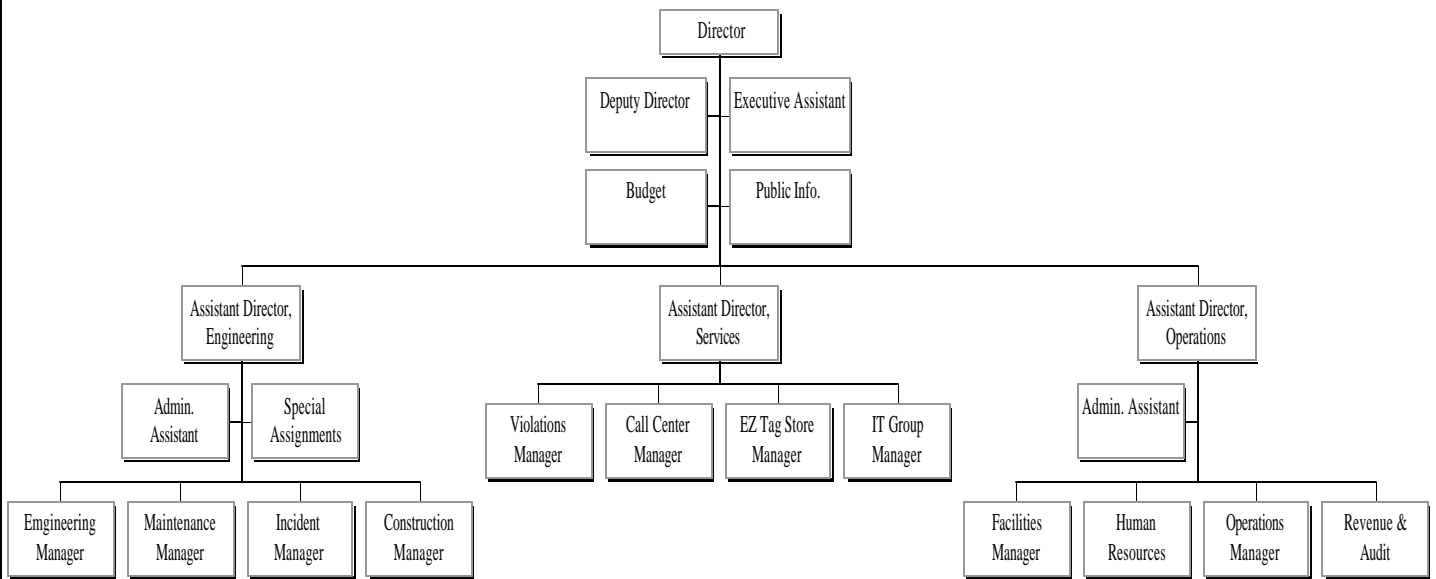 Director
Deputy Director
Executive Assistant
Budget
Public Info.
Assistant Director,
Engineering
Assistant Director,
Services
Assistant Director,
Operations
Admin.
Assistant
Special
Assignments
Violations
Manager
Call Center
Manager
EZ Tag Store
Manager
IT Group
Manager
Admin. Assistant
Emgineering
Manager
Maintenance
Manager
Incident
Manager
Construction
Manager
Facilities
Manager
Human
Resources
Operations
Manager
Revenue &
Audit